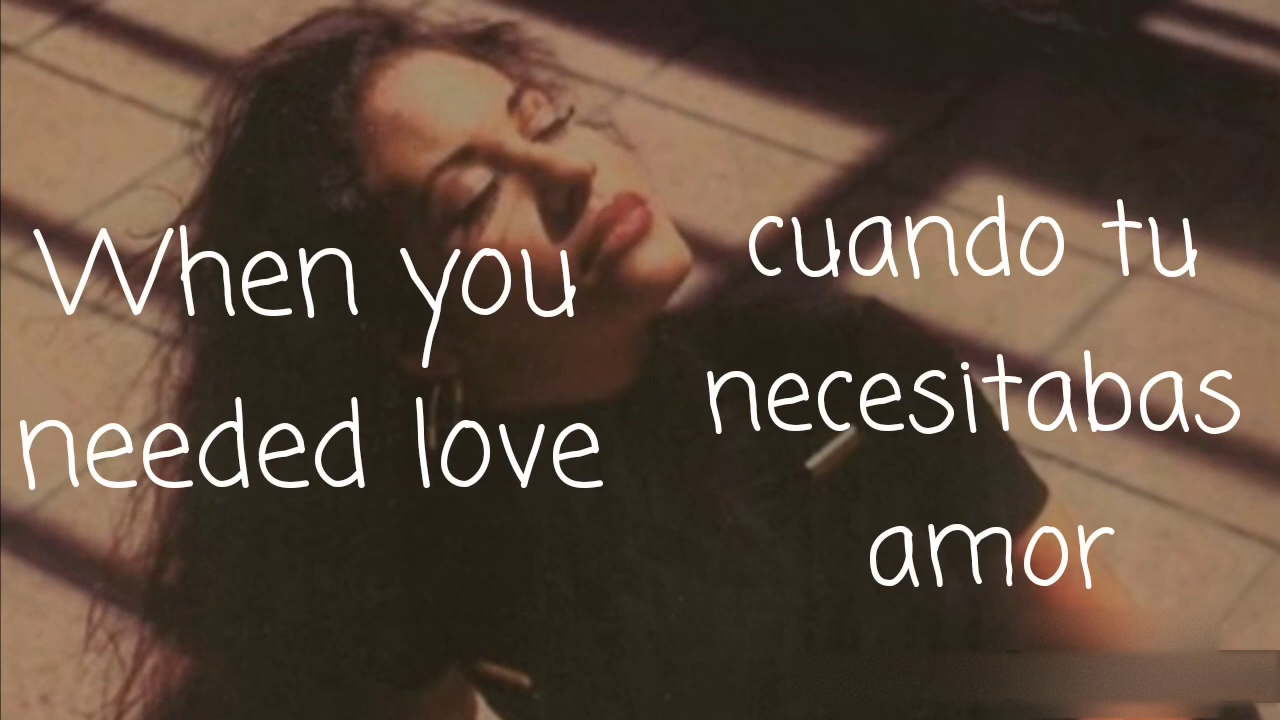 When you
needed love
cuando tu
necesitabas
amor